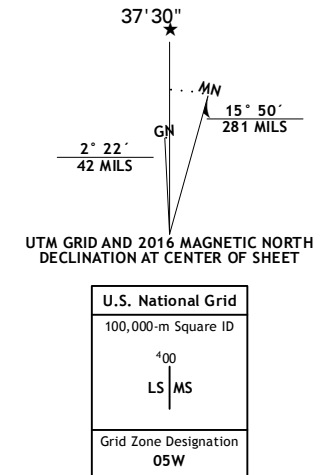 37'30"
MN
GN
15° 50´
281 MILS
2° 22´
42 MILS
UTM GRID AND 2016 MAGNETIC NORTH
DECLINATION AT CENTER OF SHEET
U.S. National Grid
100,000-m Square ID
⁴00
LS MS
Grid Zone Designation
05W